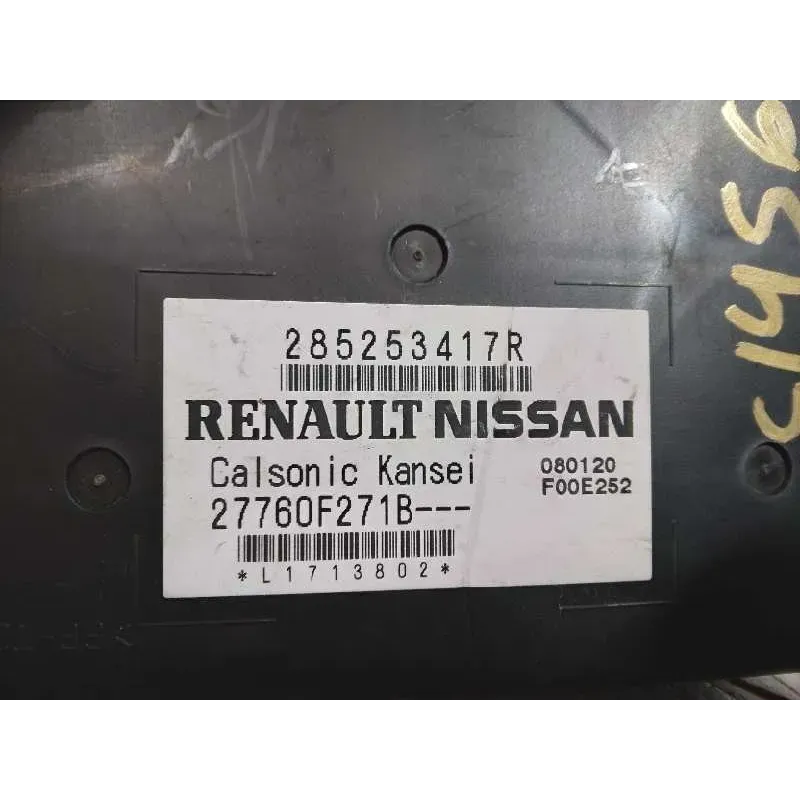 285253417R
RENAULT NISSAN
Calsonic Kansei 080120
27760F271B--- F00E252
*L1713802*